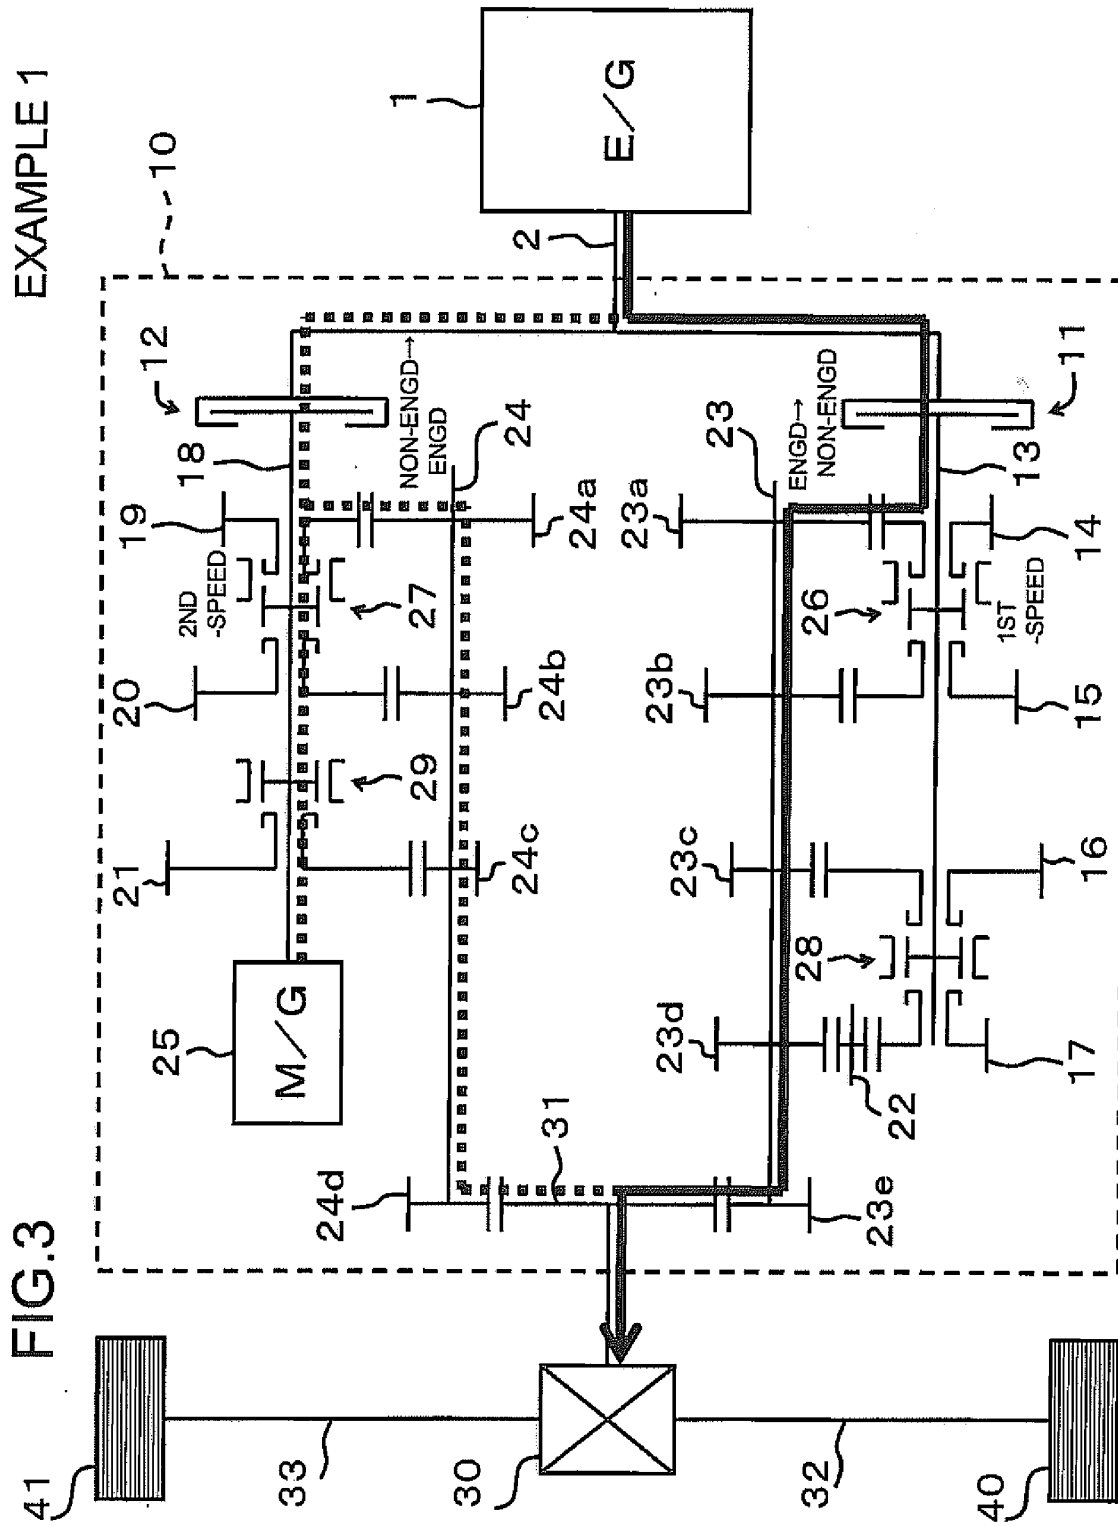 FIG.3
EXAMPLE 1
41
33
30
32
40
10
24d
31
23e
25
M/G
21
29
20
2ND
-SPEED
27
19
18
12
NON-ENGD→
ENGD
24
24a
24b
24c
23
23a
23b
23c
23d
ENGD→
NON-ENGD
22
28
26
1ST
-SPEED
17
16
15
14
13
11
2
1
E/G